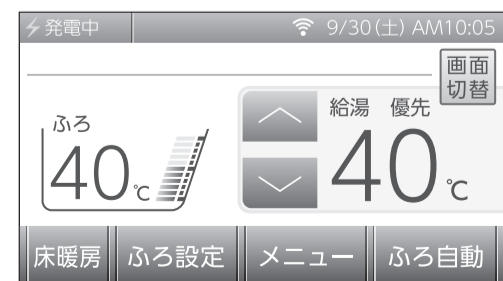 発電中 9/30(土) AM10:05
画面
切替
ふろ
40℃
給湯 優先
40℃
床暖房 ふろ設定 メニュー ふろ自動